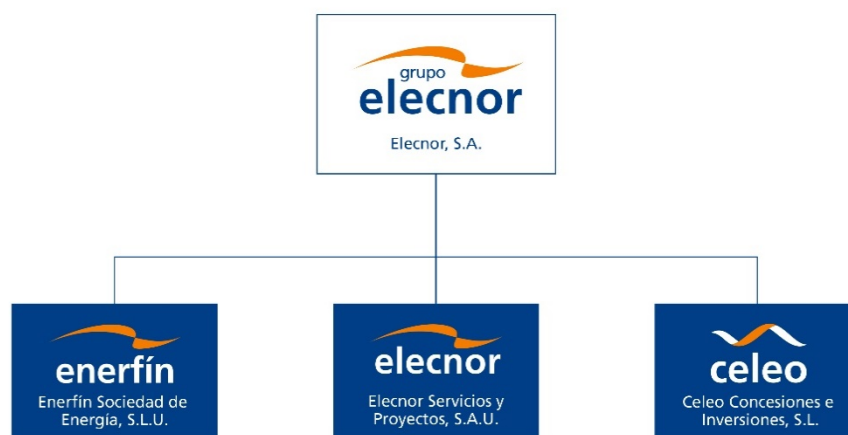 grupo
elecnor
Elecnor, S.A.
enerfín
Enerfín Sociedad de
Energía, S.L.U.
elecnor
Elecnor Servicios y
Proyectos, S.A.U.
celeo
Celeo Concesiones e
Inversiones, S.L.